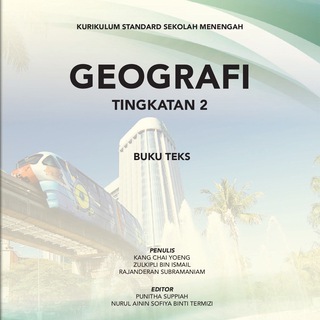 KURIKULUM STANDARD SEKOLAH MENENGAH
GEOGRAFI
TINGKATAN 2
BUKU TEKS
PENULIS
KANG CHAI YOENG
ZULKIPLI BIN ISMAIL
RAJANDERAN SUBRAMANIAM
EDITOR
PUNITHA SUPPIAH
NURUL AININ SOFIYA BINTI TERMIZI